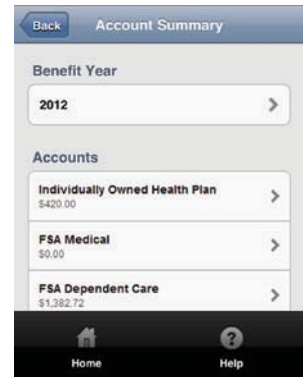 Back
Account Summary
Benefit Year
2012
Accounts
Individually Owned Health Plan
$420.00
FSA Medical
$0.00
FSA Dependent Care
$1,382.72
Home
Help